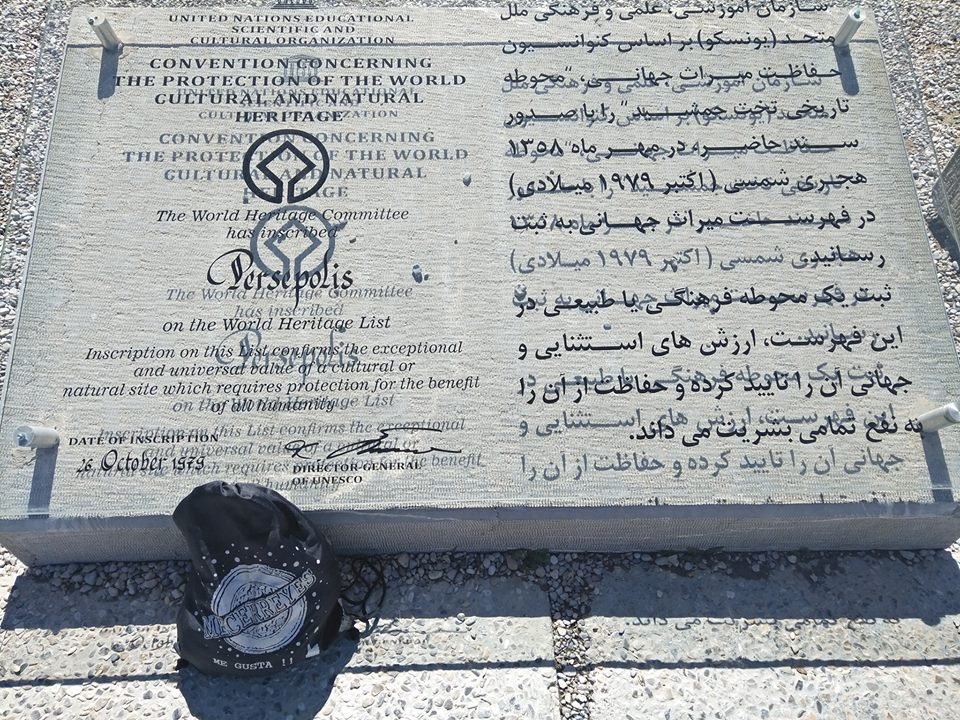 UNITED NATIONS EDUCATIONAL
SCIENTIFIC AND
CULTURAL ORGANIZATION
CONVENTION CONCERNING
THE PROTECTION OF THE WORLD
CULTURAL AND NATURAL
HERITAGE
The World Heritage Committee
has inscribed
Persepolis
on the World Heritage List
Inscription on this List confirms the exceptional
and universal value of a cultural or
natural site which requires protection for the benefit
of all humanity
DATE OF INSCRIPTION
26 October 1979
DIRECTOR GENERAL
OF UNESCO
سازمان آموزشی، علمی و فرهنگی ملل
متحد (یونسکو) بر اساس کنوانسیون
حفاظت میراث جهانی، "محوطه
تاریخی تخت جمشید" را با صدور
سند حاضر در مهر ماه ۱۳۵۸
هجری شمسی (اکتبر ۱۹۷۹ میلادی)
در فهرست میراث جهانی به ثبت
رسانید
ثبت یک محوطه فرهنگی یا طبیعی در
این فهرست، ارزش های استثنایی و
جهانی آن را تایید کرده و حفاظت از آن را
به نفع تمامی بشریت می داند.
MICEIREYES
ME GUSTA !!